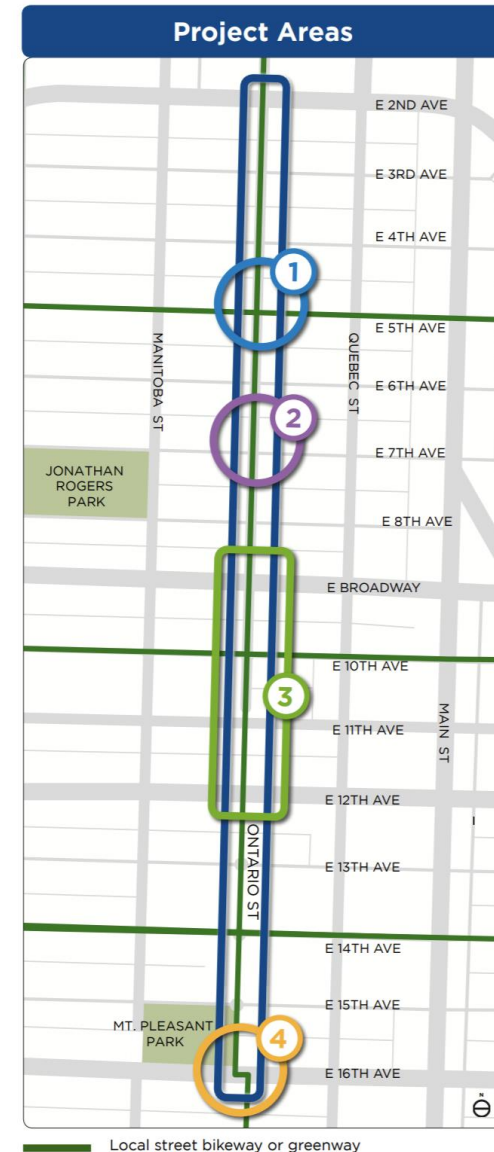 Project Areas
E 2ND AVE
E 3RD AVE
E 4TH AVE
1
E 5TH AVE
MANITOBA ST
QUEBEC ST
E 6TH AVE
2
E 7TH AVE
JONATHAN
ROGERS
PARK
E 8TH AVE
E BROADWAY
E 10TH AVE
3
MAIN ST
E 11TH AVE
E 12TH AVE
ONTARIO ST
E 13TH AVE
E 14TH AVE
E 15TH AVE
MT. PLEASANT
PARK
4
E 16TH AVE
N
Local street bikeway or greenway